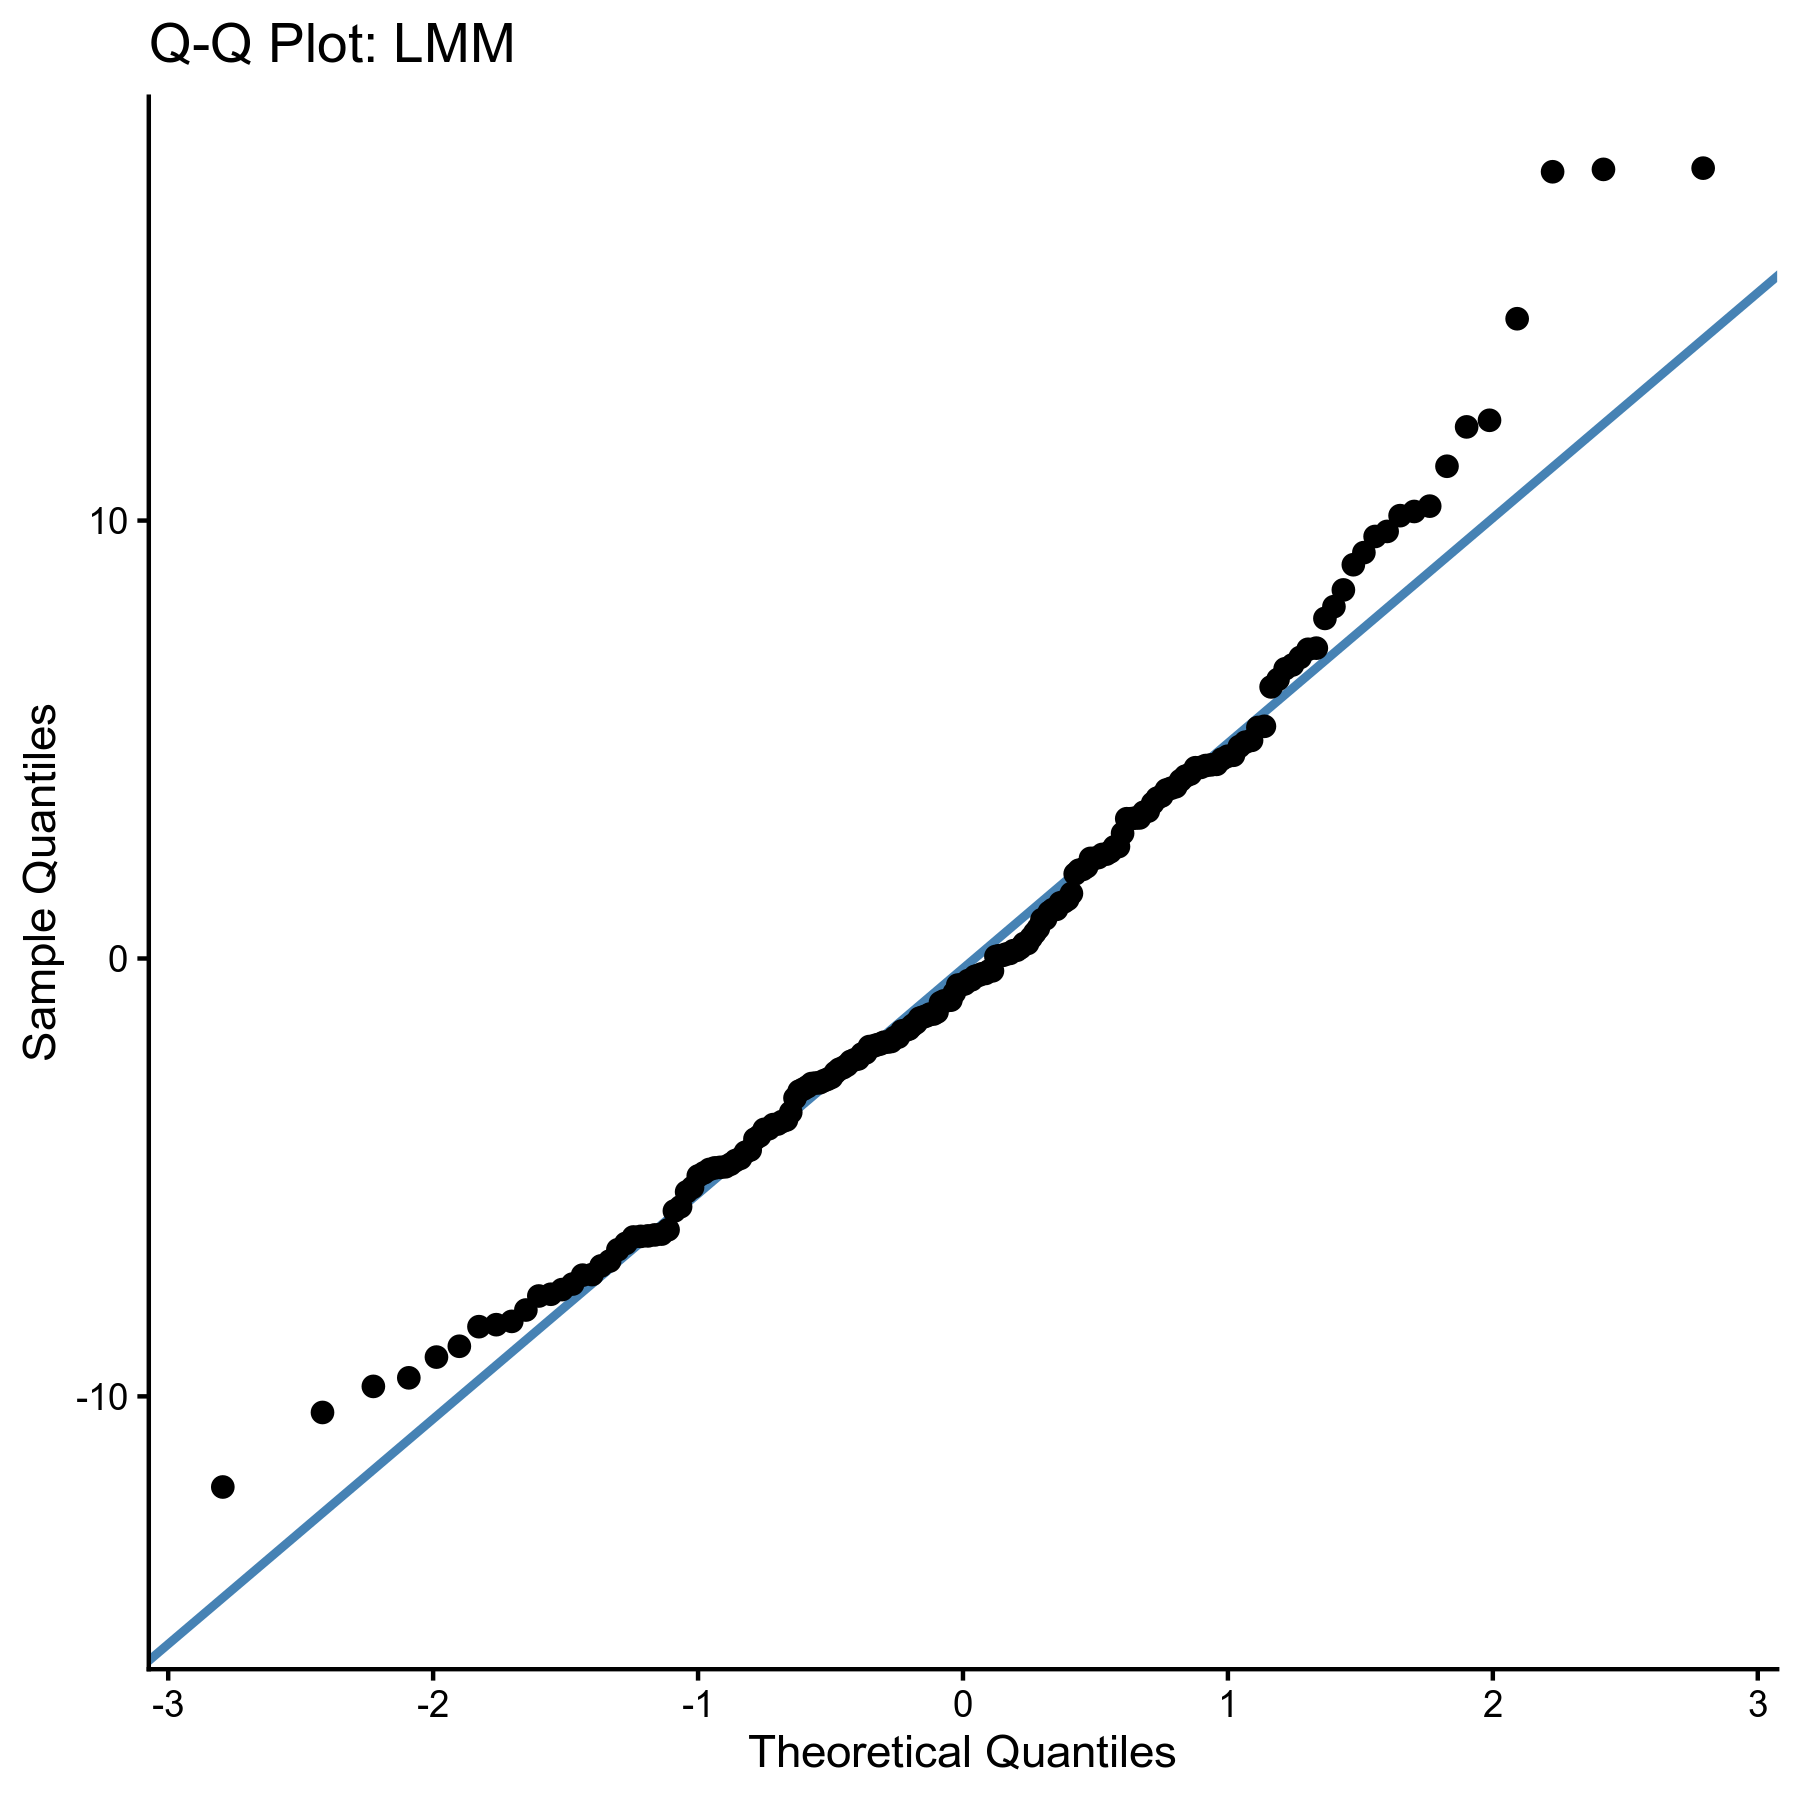 Q-Q Plot: LMM
Sample Quantiles
10
0
-10
-3 -2 -1 0 1 2 3
Theoretical Quantiles